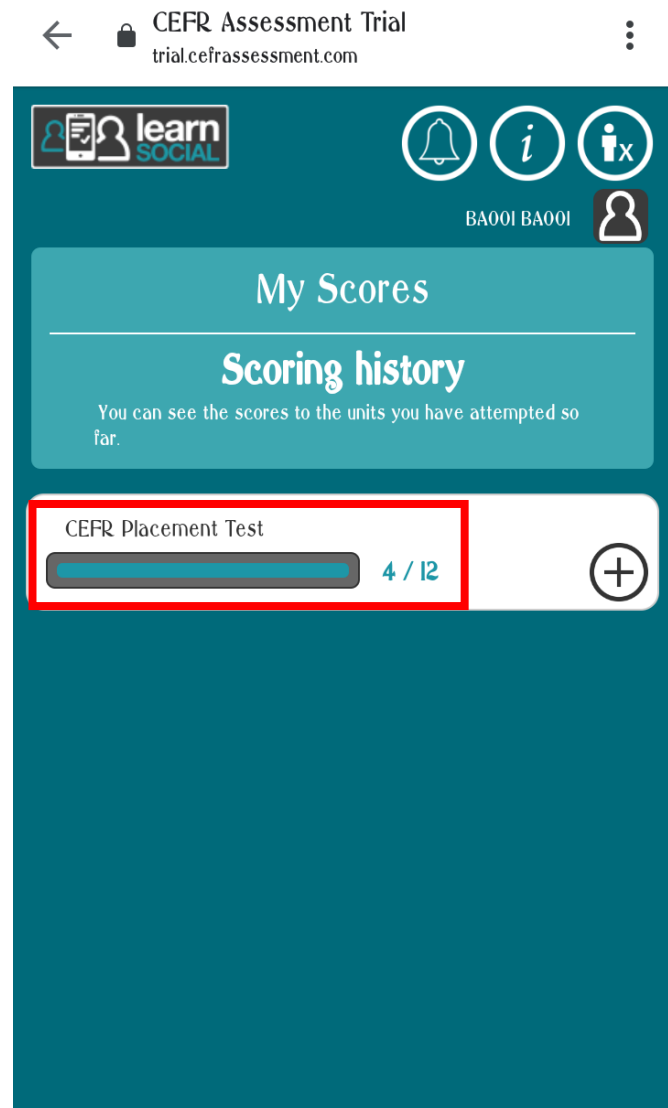 CEFR Assessment Trial
trial.cefrassessment.com
learn
SOCIAL
i
x
BA001 BA001
My Scores
Scoring history
You can see the scores to the units you have attempted so
far.
CEFR Placement Test
4 / 12